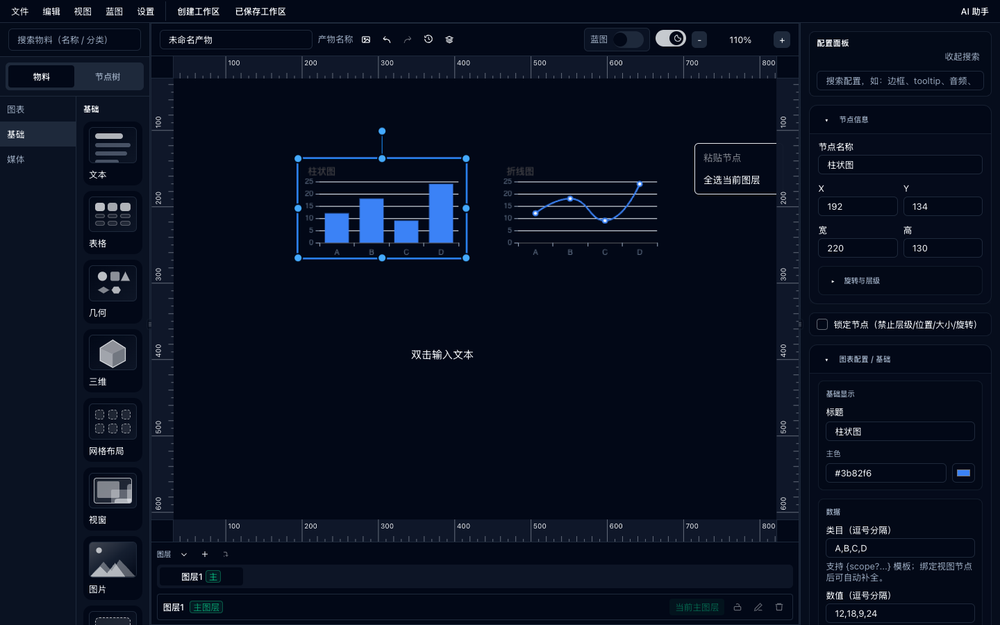 文件 编辑 视图 蓝图 设置 创建工作区 已保存工作区 AI 助手
搜索物料（名称 / 分类）
未命名产物 产物名称 蓝图 - 110% +
配置面板
收起搜索
搜索配置，如：边框、tooltip、音频、
物料 节点树
图表
基础
媒体
基础
文本
表格
几何
三维
网格布局
视窗
图片
100 200 300 400 500 600 700 800
100
200
300
400
500
600
柱状图
25
20
15
10
5
0
A B C D
折线图
25
20
15
10
5
0
A B C D
粘贴节点
全选当前图层
双击输入文本
100
200
300
400
500
600
100 200 300 400 500 600 700 800
图层
图层1 主
图层1 主图层 当前主图层
节点信息
节点名称
柱状图
X Y
192 134
宽 高
220 130
旋转与层级
锁定节点（禁止层级/位置/大小/旋转）
图表配置 / 基础
基础显示
标题
柱状图
主色
#3b82f6
数据
类目（逗号分隔）
A,B,C,D
支持 {scope?...} 模板；绑定视图节点
后可自动补全。
数值（逗号分隔）
12,18,9,24